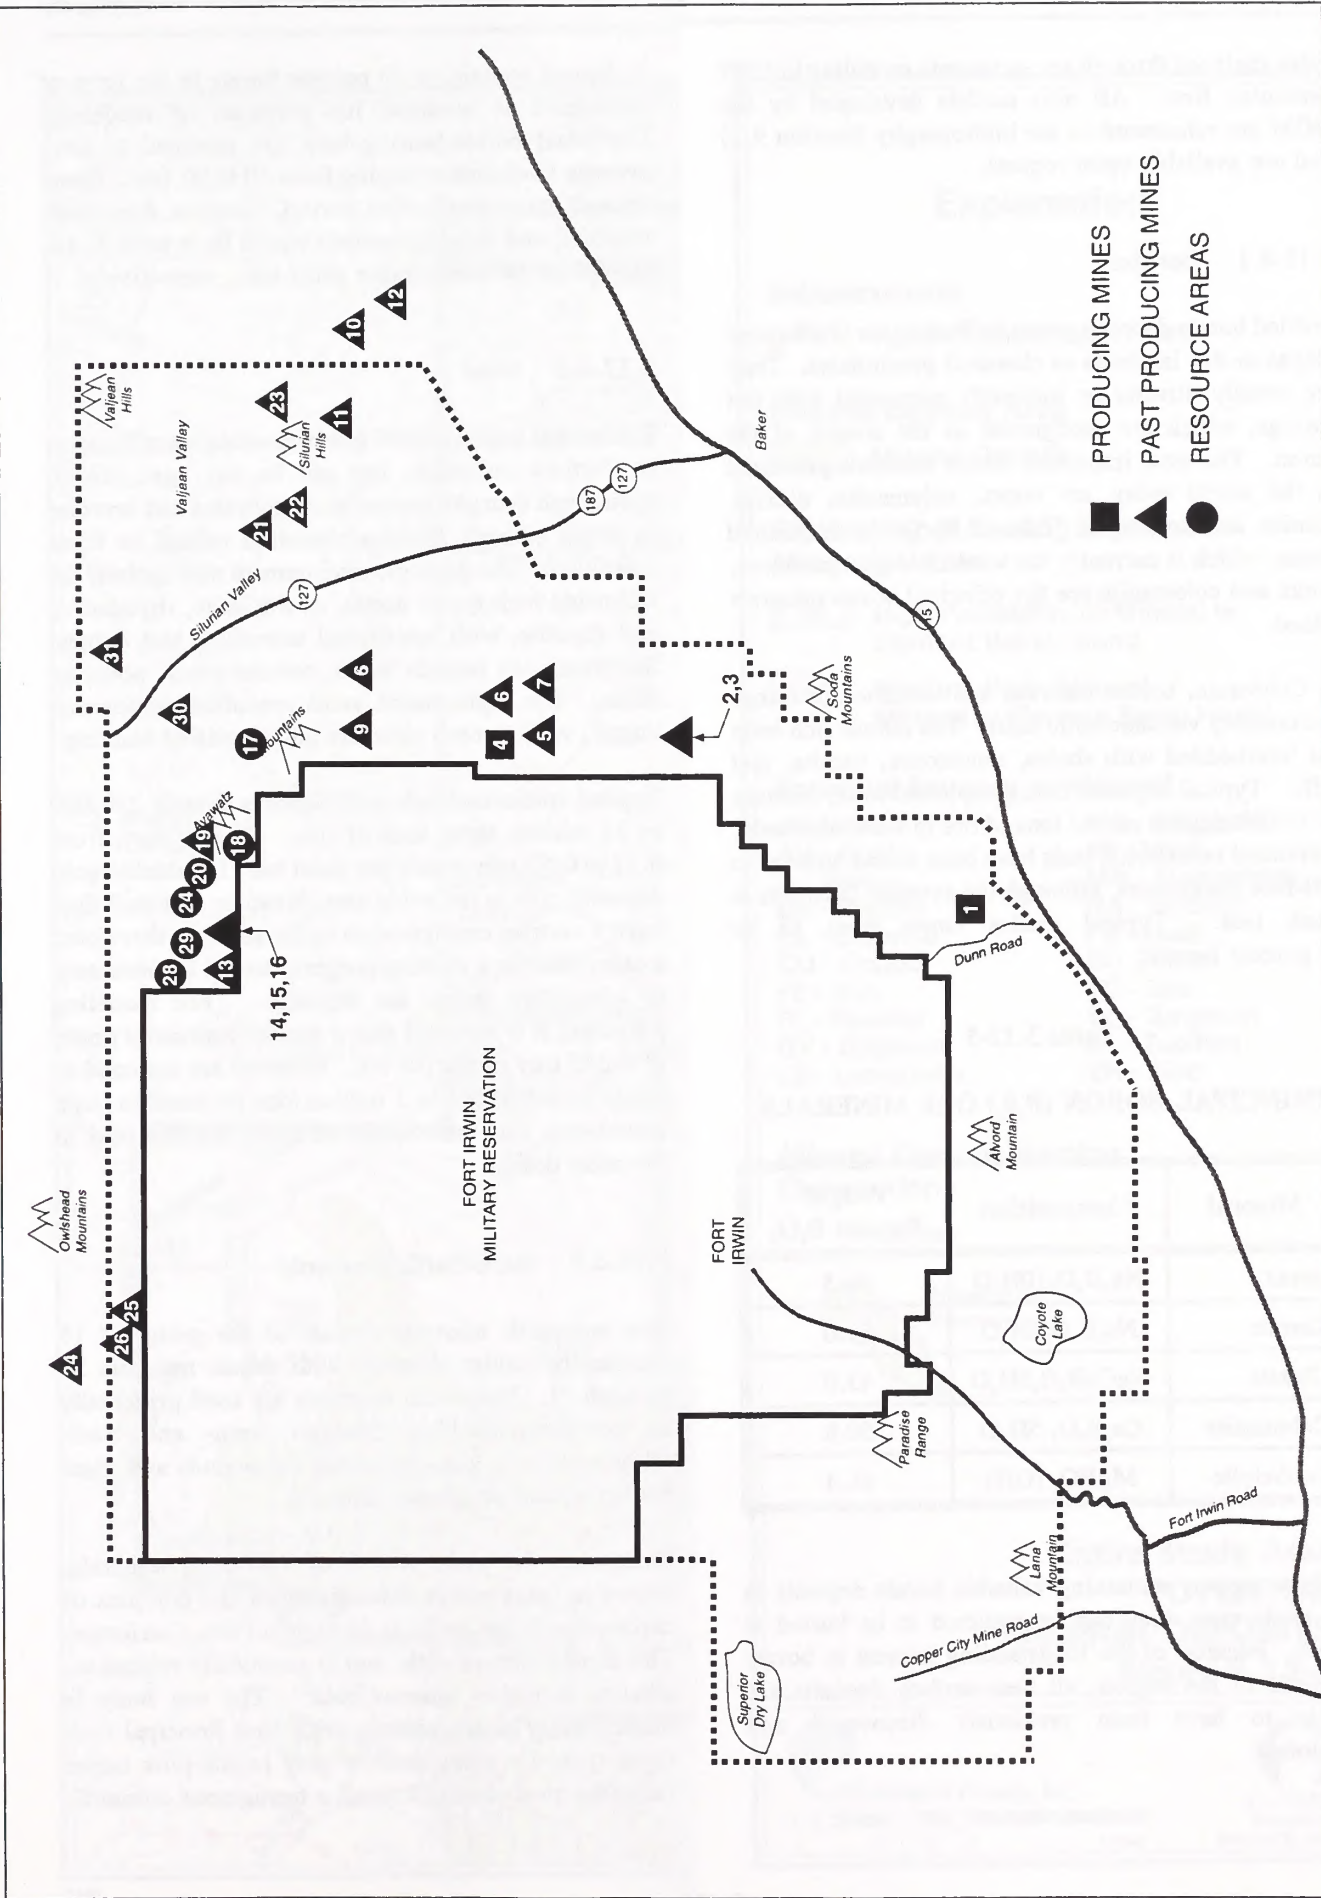 24
Owlshead
Mountains
26
25
31
Valjean
Hills
28
13
29
24
20
19
18
Avawatz
Mountains
17
30
Silurian Valley
127
Valjean Valley
21
22
23
Silurian
Hills
11
10
12
14,15,16
9
6
4
5
6
7
FORT IRWIN
MILITARY RESERVATION
187
127
2,3
FORT
IRWIN
Baker
Superior
Dry Lake
Soda
Mountains
Paradise
Range
Copper City Mine Road
15
1
Dunn Road
Alvord
Mountain
Coyote
Lake
Lana
Mountain
Fort Irwin Road
PRODUCING MINES
PAST PRODUCING MINES
RESOURCE AREAS